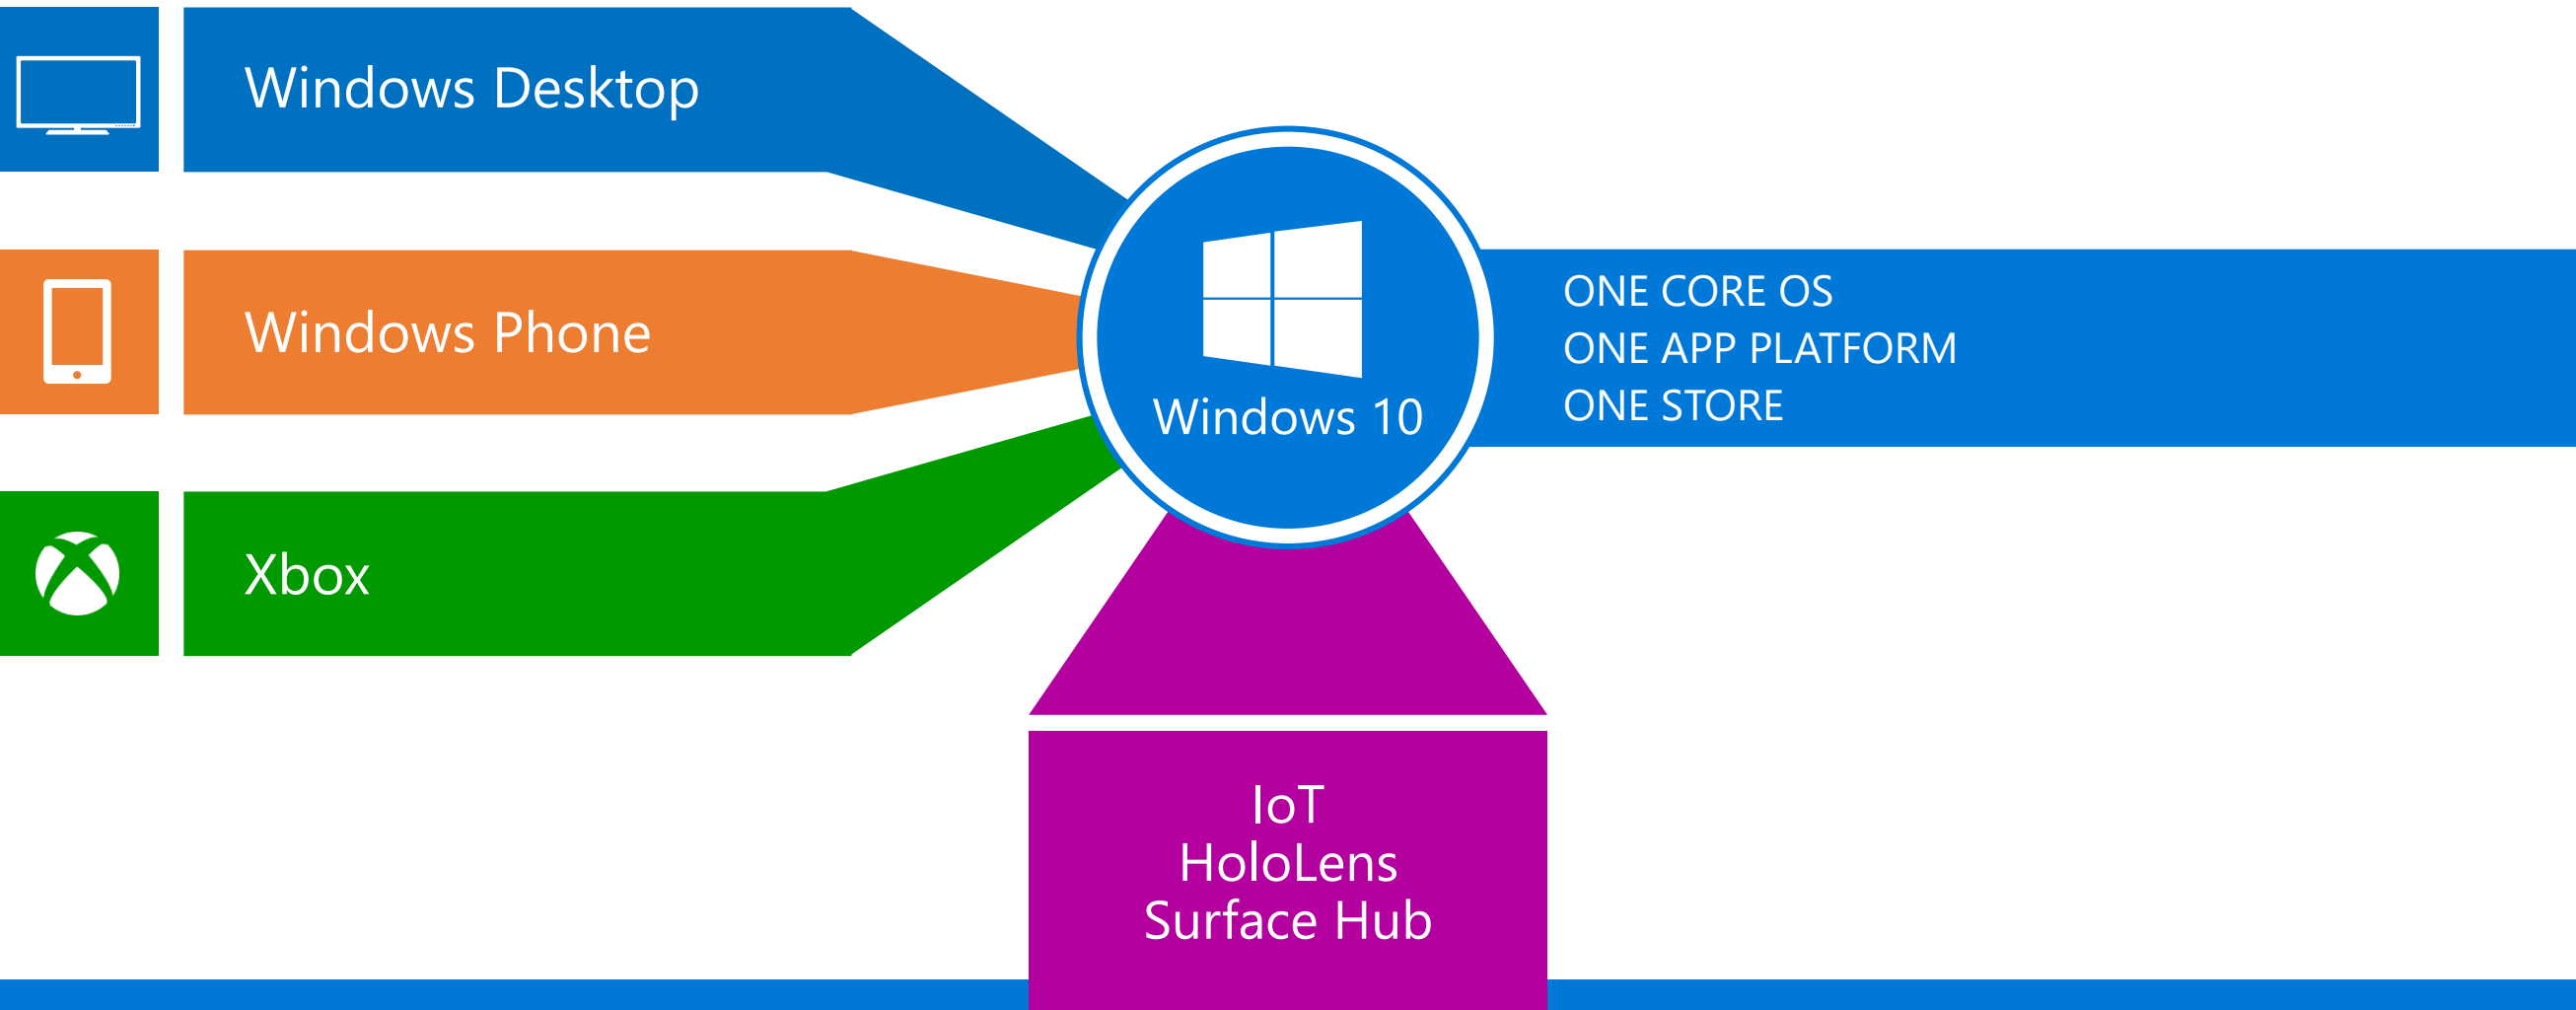 Windows Desktop
Windows Phone
Xbox
Windows 10
ONE CORE OS
ONE APP PLATFORM
ONE STORE
IoT
HoloLens
Surface Hub